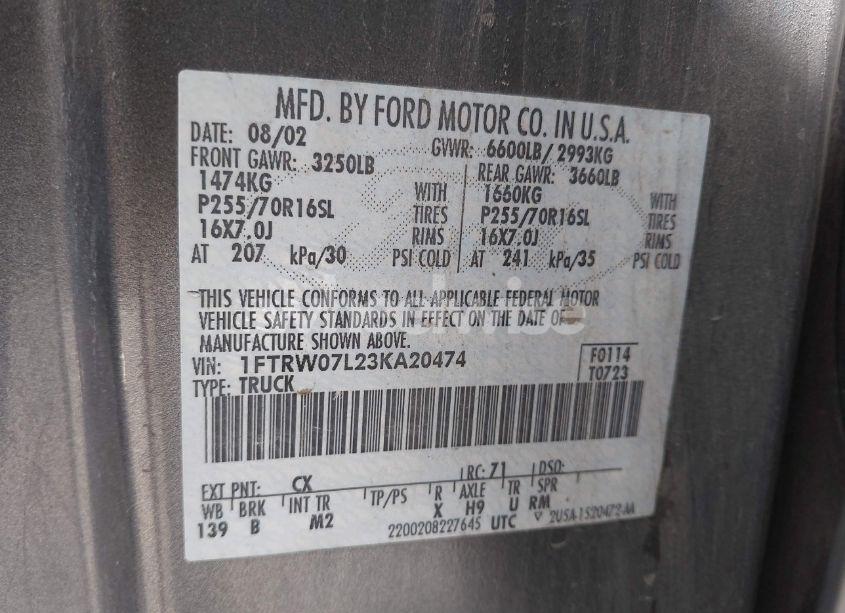 MFD. BY FORD MOTOR CO. IN U.S.A.
DATE: 08/02 GVWR: 6600LB/ 2993KG
FRONT GAWR: 3250LB REAR GAWR: 3660LB
1474KG WITH 1660KG WITH
P255/70R16SL TIRES P255/70R16SL TIRES
16X7.0J RIMS 16X7.0J RIMS
AT 207 kPa/30 PSI COLD AT 241 kPa/35 PSI COLD
THIS VEHICLE CONFORMS TO ALL APPLICABLE FEDERAL MOTOR
VEHICLE SAFETY STANDARDS IN EFFECT ON THE DATE OF
MANUFACTURE SHOWN ABOVE.
VIN: 1FTRW07L23KA20474 F0114
TYPE: TRUCK T0723
EXT PNT: CX RC: 71 DSO:
WB BRK INT TR TP/PS R AXLE TR SPR
139 B M2 X H9 U RM
2200208227645 UTC 2U5A-1520472-AA